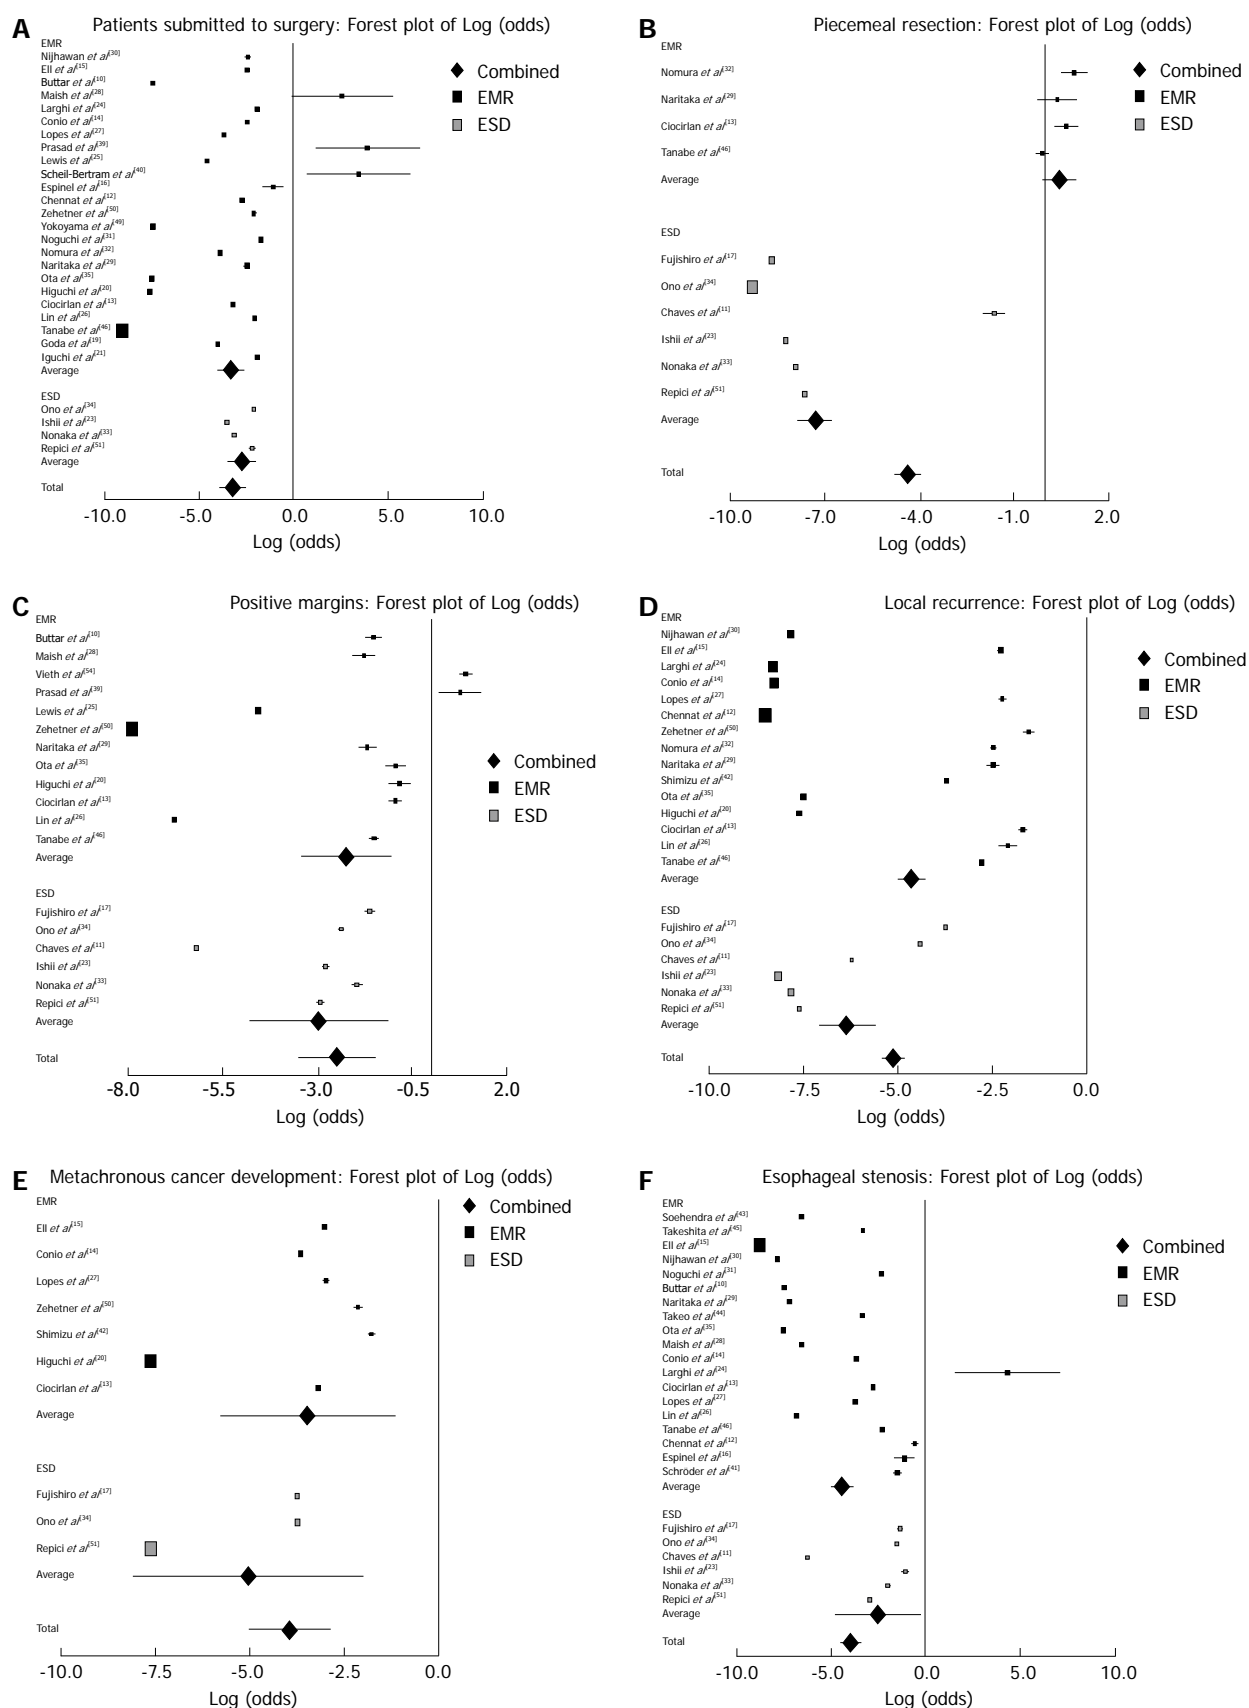 A Patients submitted to surgery: Forest plot of Log (odds)
EMR
Nijhawan et al[30]
Ell et al[15]
Buttar et al[10]
Maish et al[28]
Larghi et al[24]
Conio et al[14]
Lopes et al[27]
Prasad et al[39]
Lewis et al[25]
Scheil-Bertram et al[40]
Espinel et al[16]
Chennat et al[12]
Zehetner et al[50]
Yokoyama et al[49]
Noguchi et al[31]
Nomura et al[32]
Naritaka et al[29]
Ota et al[35]
Higuchi et al[20]
Ciocirlan et al[13]
Lin et al[26]
Tanabe et al[46]
Goda et al[19]
Iguchi et al[21]
Average
ESD
Ono et al[34]
Ishii et al[23]
Nonaka et al[33]
Repici et al[51]
Average
Total
Combined
EMR
ESD
-10.0 -5.0 0.0 5.0 10.0
Log (odds)
B Piecemeal resection: Forest plot of Log (odds)
EMR
Nomura et al[32]
Naritaka et al[29]
Ciocirlan et al[13]
Tanabe et al[46]
Average
ESD
Fujishiro et al[17]
Ono et al[34]
Chaves et al[11]
Ishii et al[23]
Nonaka et al[33]
Repici et al[51]
Average
Total
Combined
EMR
ESD
-10.0 -7.0 -4.0 -1.0 2.0
Log (odds)
C Positive margins: Forest plot of Log (odds)
EMR
Buttar et al[10]
Maish et al[28]
Vieth et al[54]
Prasad et al[39]
Lewis et al[25]
Zehetner et al[50]
Naritaka et al[29]
Ota et al[35]
Higuchi et al[20]
Ciocirlan et al[13]
Lin et al[26]
Tanabe et al[46]
Average
ESD
Fujishiro et al[17]
Ono et al[34]
Chaves et al[11]
Ishii et al[23]
Nonaka et al[33]
Repici et al[51]
Average
Total
Combined
EMR
ESD
-8.0 -5.5 -3.0 -0.5 2.0
Log (odds)
D Local recurrence: Forest plot of Log (odds)
EMR
Nijhawan et al[30]
Ell et al[15]
Larghi et al[24]
Conio et al[14]
Lopes et al[27]
Chennat et al[12]
Zehetner et al[50]
Nomura et al[32]
Naritaka et al[29]
Shimizu et al[42]
Ota et al[35]
Higuchi et al[20]
Ciocirlan et al[13]
Lin et al[26]
Tanabe et al[46]
Average
ESD
Fujishiro et al[17]
Ono et al[34]
Chaves et al[11]
Ishii et al[23]
Nonaka et al[33]
Repici et al[51]
Average
Total
Combined
EMR
ESD
-10.0 -7.5 -5.0 -2.5 0.0
Log (odds)
E Metachronous cancer development: Forest plot of Log (odds)
EMR
Ell et al[15]
Conio et al[14]
Lopes et al[27]
Zehetner et al[50]
Shimizu et al[42]
Higuchi et al[20]
Ciocirlan et al[13]
Average
ESD
Fujishiro et al[17]
Ono et al[34]
Repici et al[51]
Average
Total
Combined
EMR
ESD
-10.0 -7.5 -5.0 -2.5 0.0
Log (odds)
F Esophageal stenosis: Forest plot of Log (odds)
EMR
Soehendra et al[43]
Takeshita et al[45]
Ell et al[15]
Nijhawan et al[30]
Noguchi et al[31]
Buttar et al[10]
Naritaka et al[29]
Takeo et al[44]
Ota et al[35]
Maish et al[28]
Conio et al[14]
Larghi et al[24]
Ciocirlan et al[13]
Lopes et al[27]
Lin et al[26]
Tanabe et al[46]
Chennat et al[12]
Espinel et al[16]
Schröder et al[41]
Average
ESD
Fujishiro et al[17]
Ono et al[34]
Chaves et al[11]
Ishii et al[23]
Nonaka et al[33]
Repici et al[51]
Average
Total
Combined
EMR
ESD
-10.0 -5.0 0.0 5.0 10.0
Log (odds)